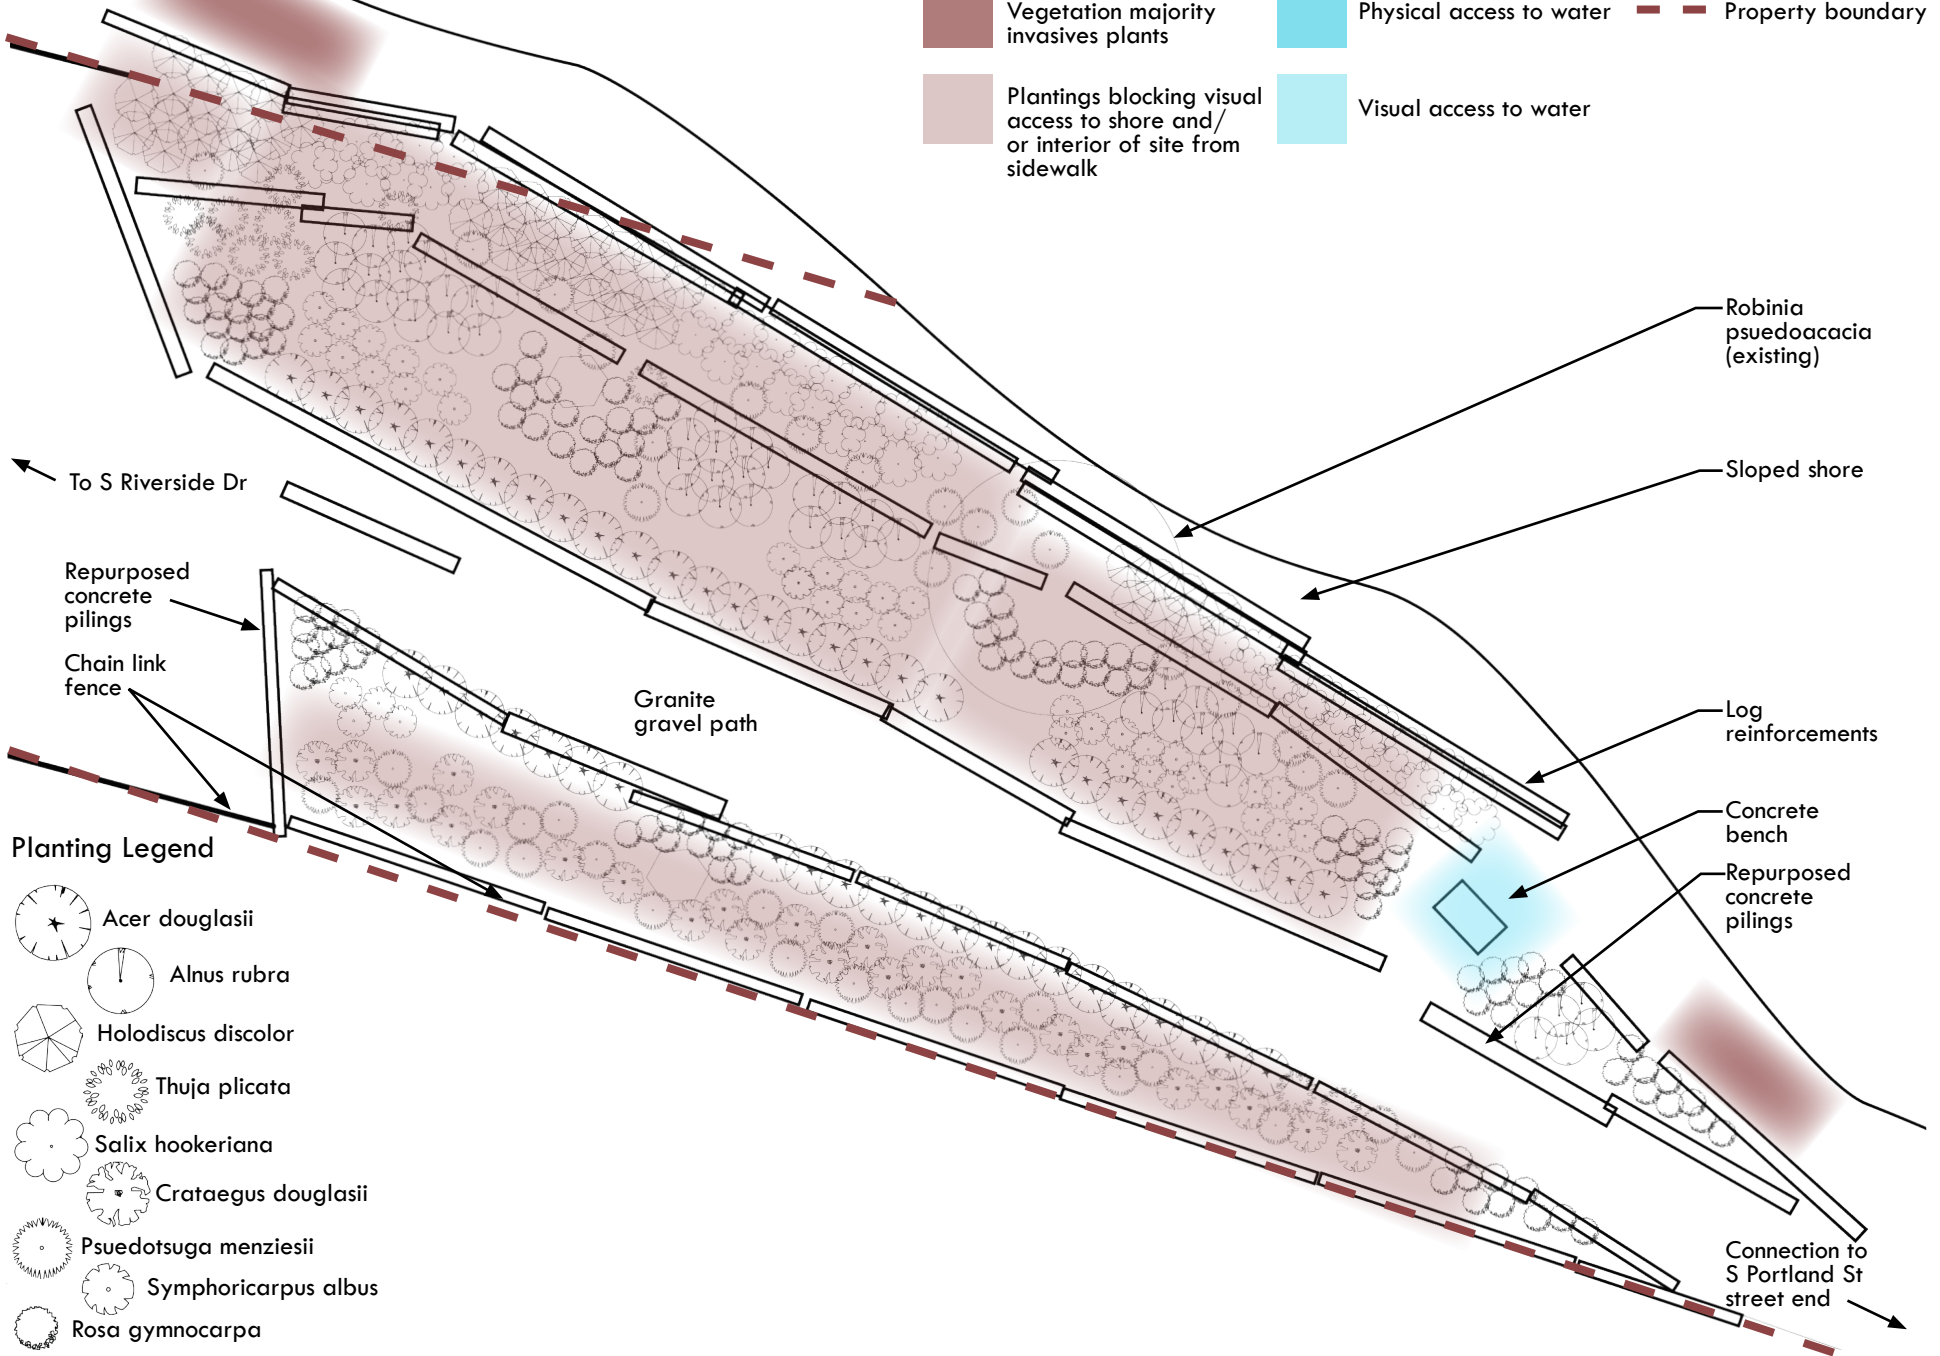 Vegetation majority
invasives plants
Physical access to water
Property boundary
Plantings blocking visual
access to shore and/
or interior of site from
sidewalk
Visual access to water
Robinia
psuedoacacia
(existing)
Sloped shore
To S Riverside Dr
Repurposed
concrete
pilings
Chain link
fence
Granite
gravel path
Log
reinforcements
Concrete
bench
Repurposed
concrete
pilings
Planting Legend
Acer douglasii
Alnus rubra
Holodiscus discolor
Thuja plicata
Salix hookeriana
Crataegus douglasii
Psuedotsuga menziesii
Symphoricarpus albus
Rosa gymnocarpa
Connection to
S Portland St
street end